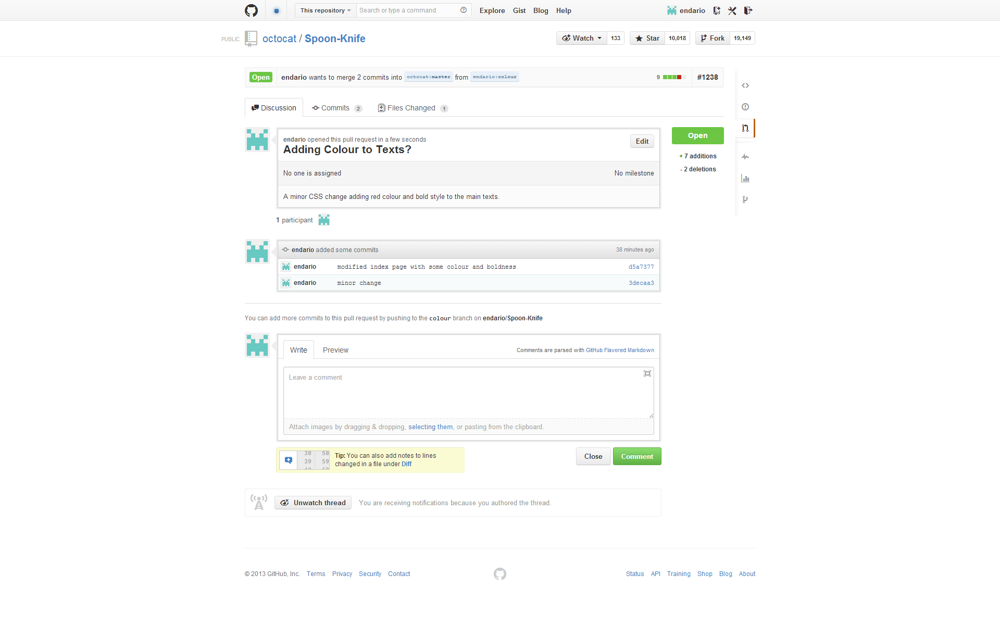 This repository Search or type a command Explore Gist Blog Help endario
PUBLIC octocat / Spoon-Knife Watch 133 Star 10,018 Fork 19,149
Open endario wants to merge 2 commits into octocat:master from endario:colour 9 #1238
Discussion Commits 2 Files Changed 1
endario opened this pull request in a few seconds
Adding Colour to Texts?
Edit
Open
+ 7 additions
- 2 deletions
No one is assigned No milestone
A minor CSS change adding red colour and bold style to the main texts.
1 participant
endario added some commits 38 minutes ago
endario modified index page with some colour and boldness d5a7377
endario minor change 3decaa3
You can add more commits to this pull request by pushing to the colour branch on endario/Spoon-Knife
Write Preview Comments are parsed with GitHub Flavored Markdown
Leave a comment
Attach images by dragging & dropping, selecting them, or pasting from the clipboard.
38 58
39 59
40 60
Tip: You can also add notes to lines
changed in a file under Diff
Close Comment
Unwatch thread You are receiving notifications because you authored the thread.
© 2013 GitHub, Inc. Terms Privacy Security Contact Status API Training Shop Blog About